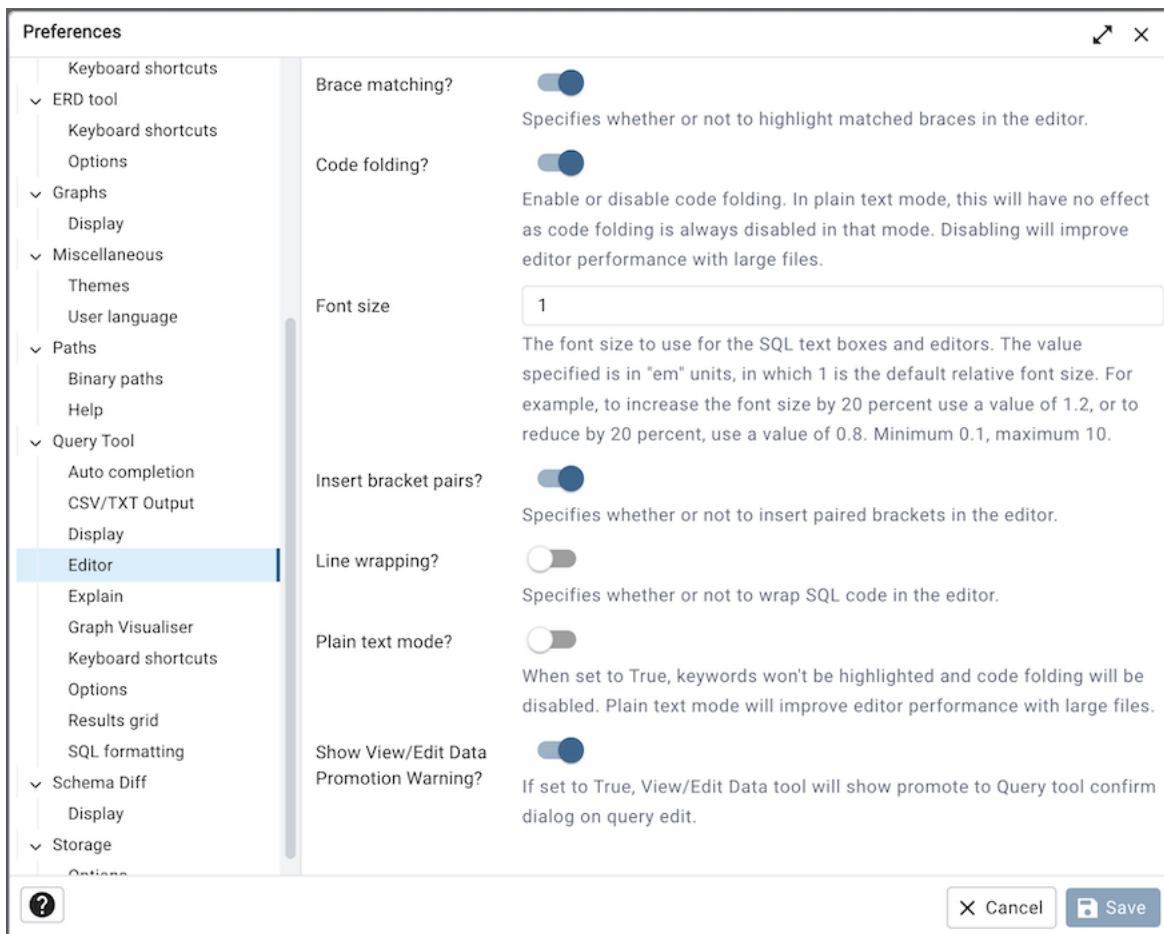 Preferences
Keyboard shortcuts
ERD tool
Keyboard shortcuts
Options
Graphs
Display
Miscellaneous
Themes
User language
Paths
Binary paths
Help
Query Tool
Auto completion
CSV/TXT Output
Display
Editor
Explain
Graph Visualiser
Keyboard shortcuts
Options
Results grid
SQL formatting
Schema Diff
Display
Storage
Options
Brace matching?
Specifies whether or not to highlight matched braces in the editor.
Code folding?
Enable or disable code folding. In plain text mode, this will have no effect
as code folding is always disabled in that mode. Disabling will improve
editor performance with large files.
Font size
1
The font size to use for the SQL text boxes and editors. The value
specified is in "em" units, in which 1 is the default relative font size. For
example, to increase the font size by 20 percent use a value of 1.2, or to
reduce by 20 percent, use a value of 0.8. Minimum 0.1, maximum 10.
Insert bracket pairs?
Specifies whether or not to insert paired brackets in the editor.
Line wrapping?
Specifies whether or not to wrap SQL code in the editor.
Plain text mode?
When set to True, keywords won't be highlighted and code folding will be
disabled. Plain text mode will improve editor performance with large files.
Show View/Edit Data
Promotion Warning?
If set to True, View/Edit Data tool will show promote to Query tool confirm
dialog on query edit.
?
Cancel
Save